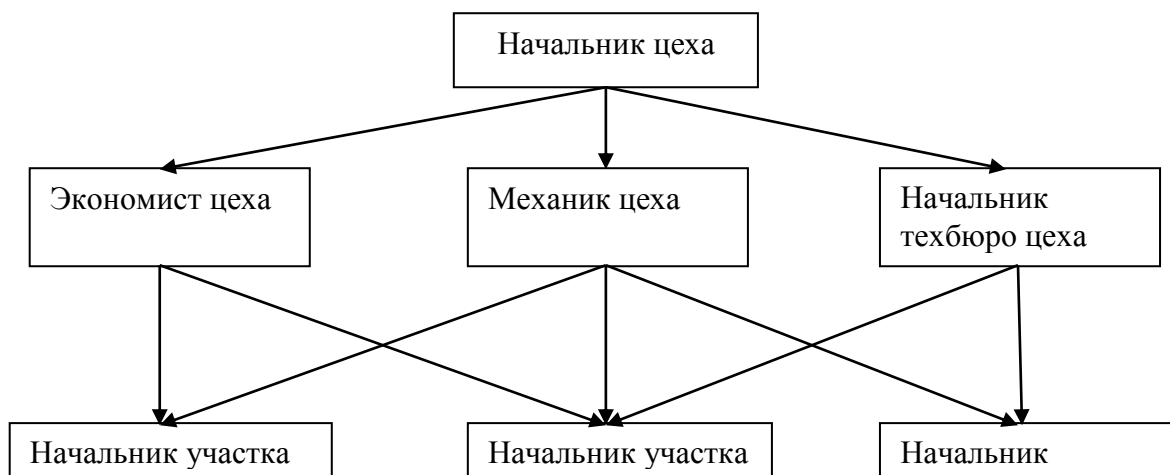 Начальник цеха
Экономист цеха
Механик цеха
Начальник
техбюро цеха
Начальник участка
Начальник участка
Начальник